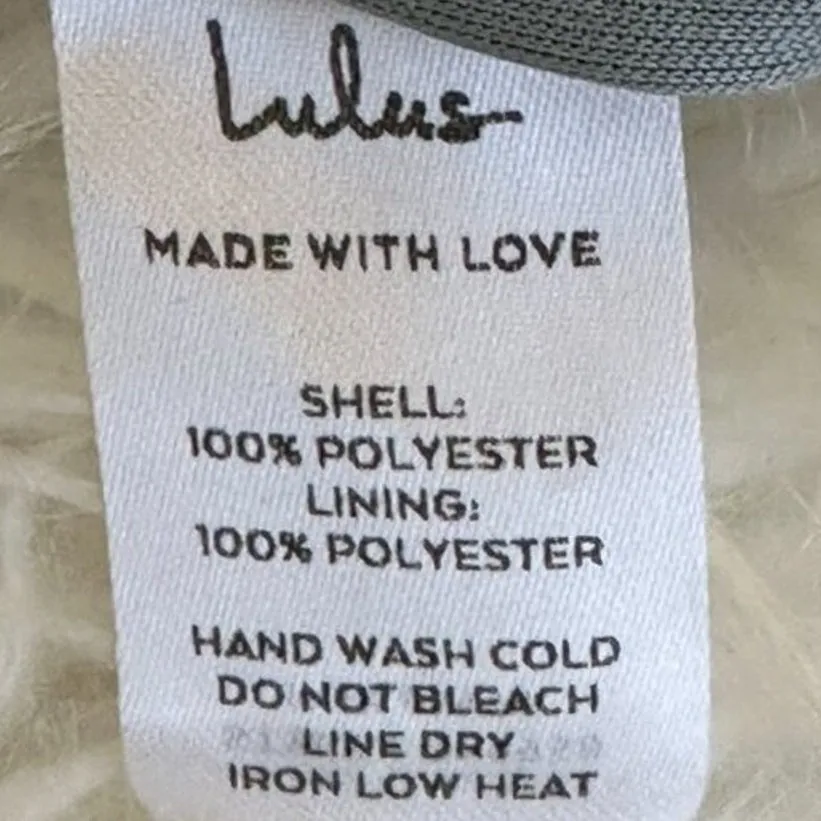 Lulus
MADE WITH LOVE
SHELL:
100% POLYESTER
LINING:
100% POLYESTER
HAND WASH COLD
DO NOT BLEACH
LINE DRY
IRON LOW HEAT